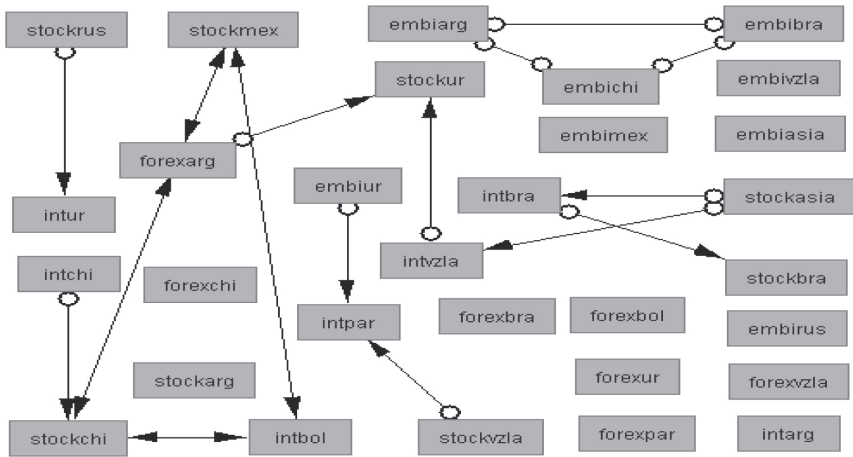 stockrus
stockmex
embiarg
embibra
stockur
embichi
embivzla
embimex
embiasia
forexarg
embiur
intbra
stockasia
intur
intvzla
intchi
forexchi
stockbra
intpar
forexbra
forexbol
embirus
stockarg
forexur
forexvzla
stockchi
intbol
stockvzla
forexpar
intarg